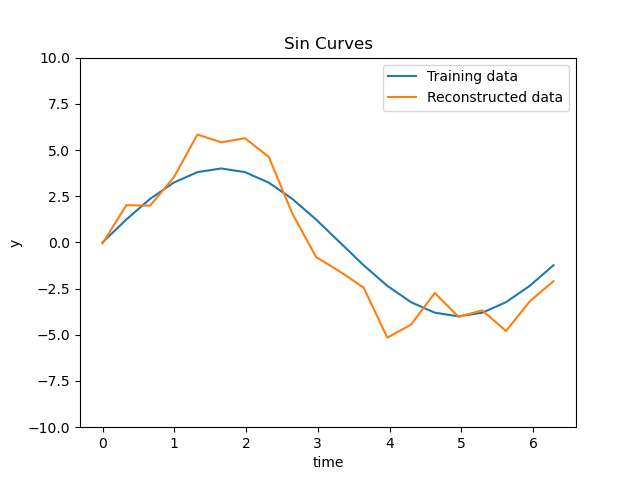 Sin Curves
Training data
Reconstructed data
10.0
7.5
5.0
2.5
0.0
−2.5
−5.0
−7.5
−10.0
y
0 1 2 3 4 5 6
time